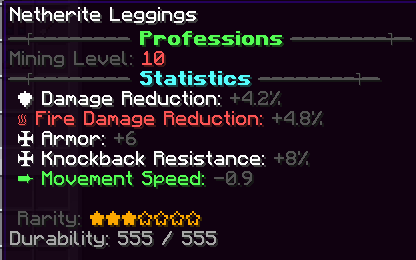 Netherite Leggings
Professions
Mining Level: 10
Statistics
Damage Reduction: +4.2%
Fire Damage Reduction: +4.8%
Armor: +6
Knockback Resistance: +8%
Movement Speed: -0.9
Rarity: ★★★☆☆☆☆
Durability: 555 / 555